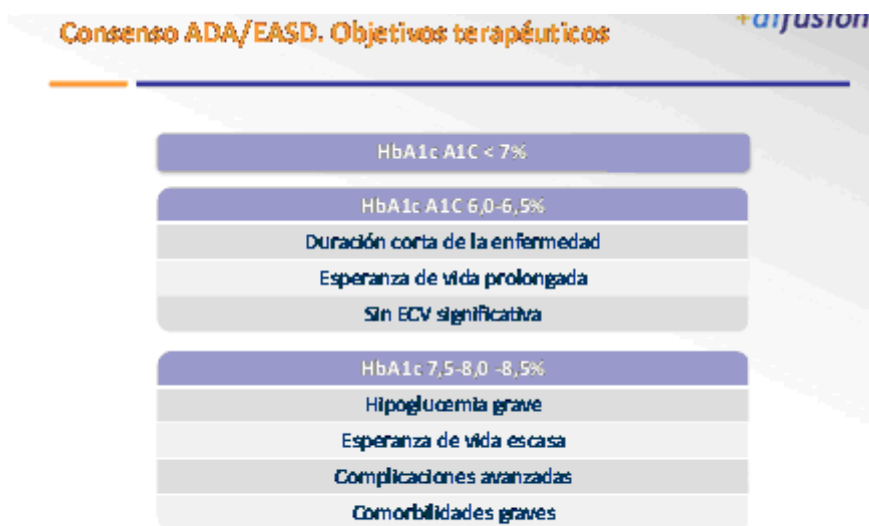 +difusión
Consenso ADA/EASD. Objetivos terapéuticos
HbA1c A1C < 7%
HbA1c A1C 6,0-6,5%
Duración corta de la enfermedad
Esperanza de vida prolongada
Sin ECV significativa
HbA1c 7,5-8,0 -8,5%
Hipoglucemia grave
Esperanza de vida escasa
Complicaciones avanzadas
Comorbilidades graves